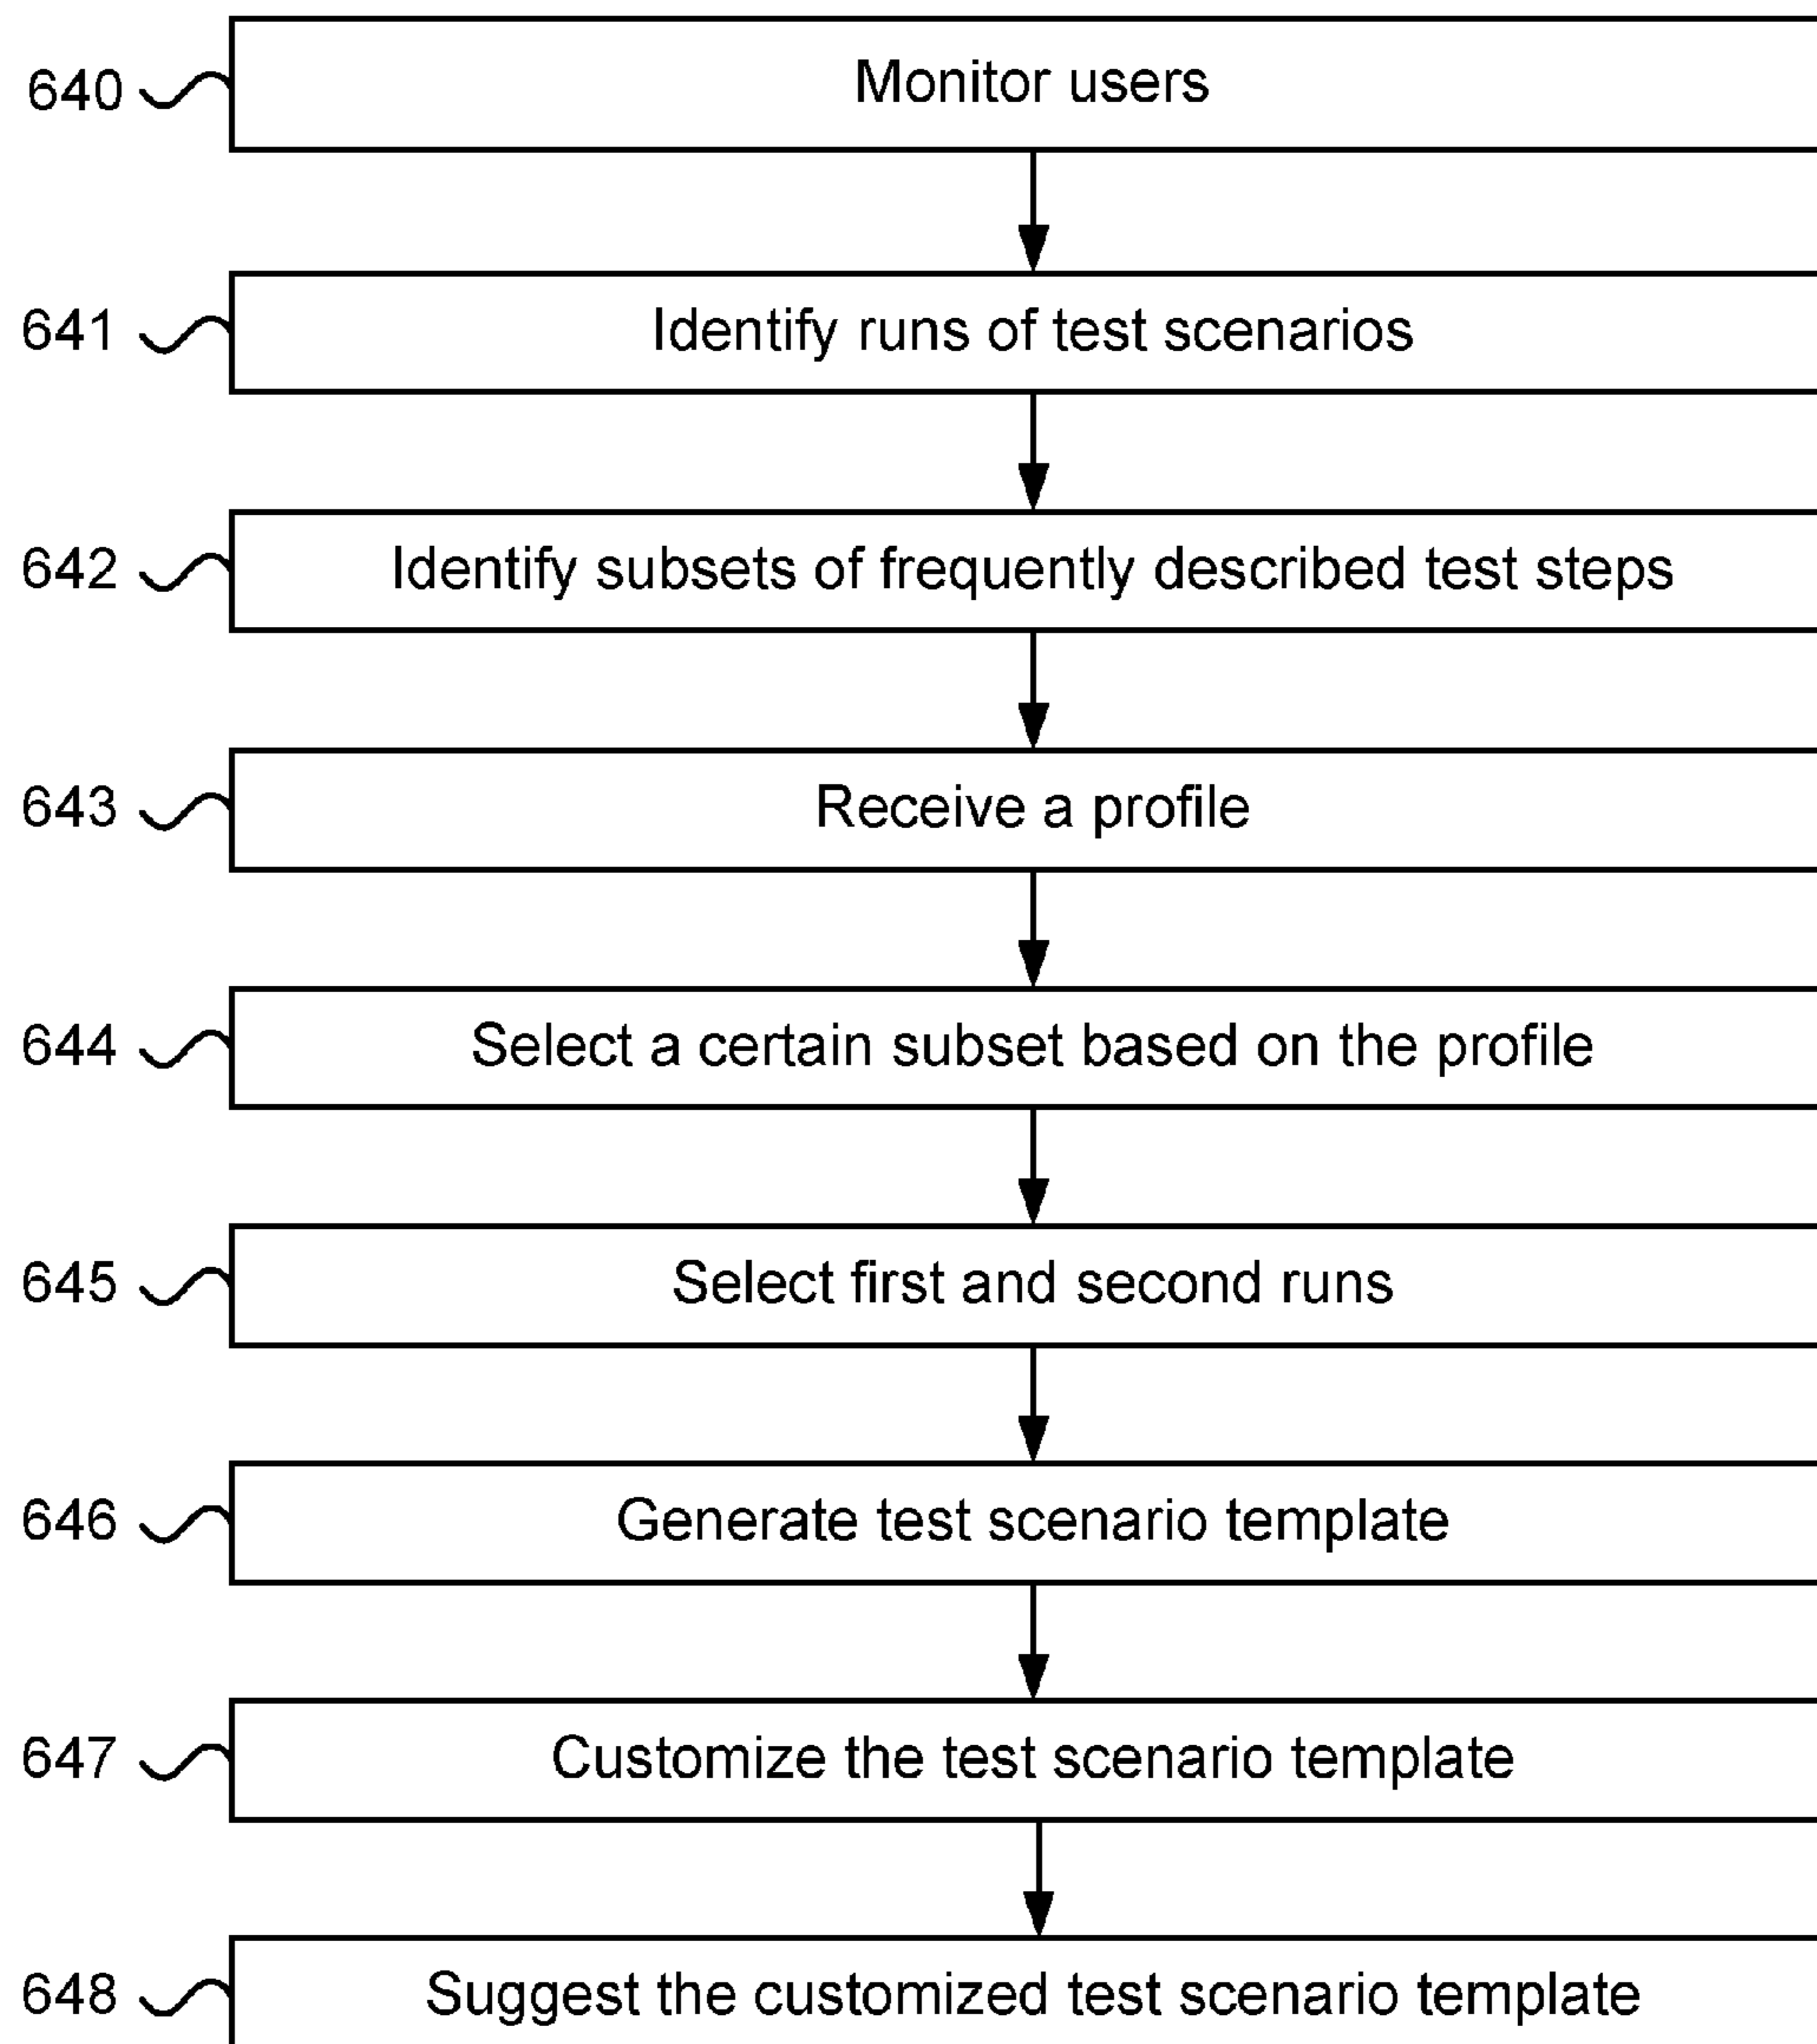 640 Monitor users
641 Identify runs of test scenarios
642 Identify subsets of frequently described test steps
643 Receive a profile
644 Select a certain subset based on the profile
645 Select first and second runs
646 Generate test scenario template
647 Customize the test scenario template
648 Suggest the customized test scenario template